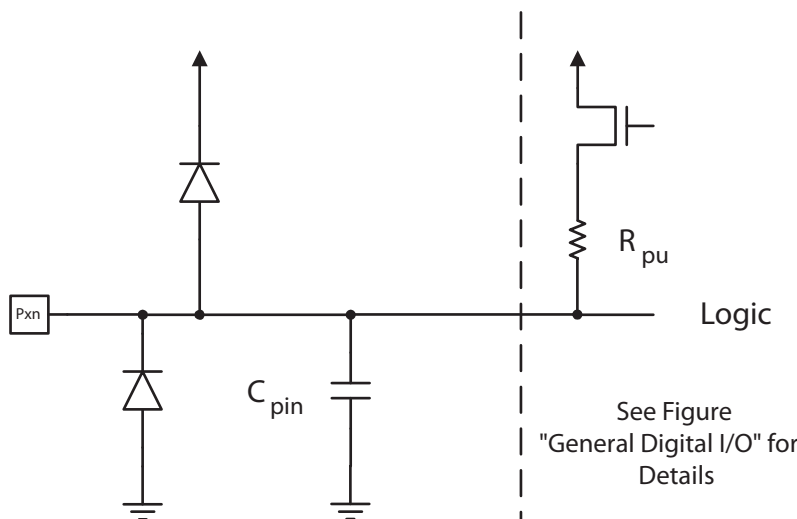 R pu
Pxn
Logic
C pin
See Figure
"General Digital I/O" for
Details